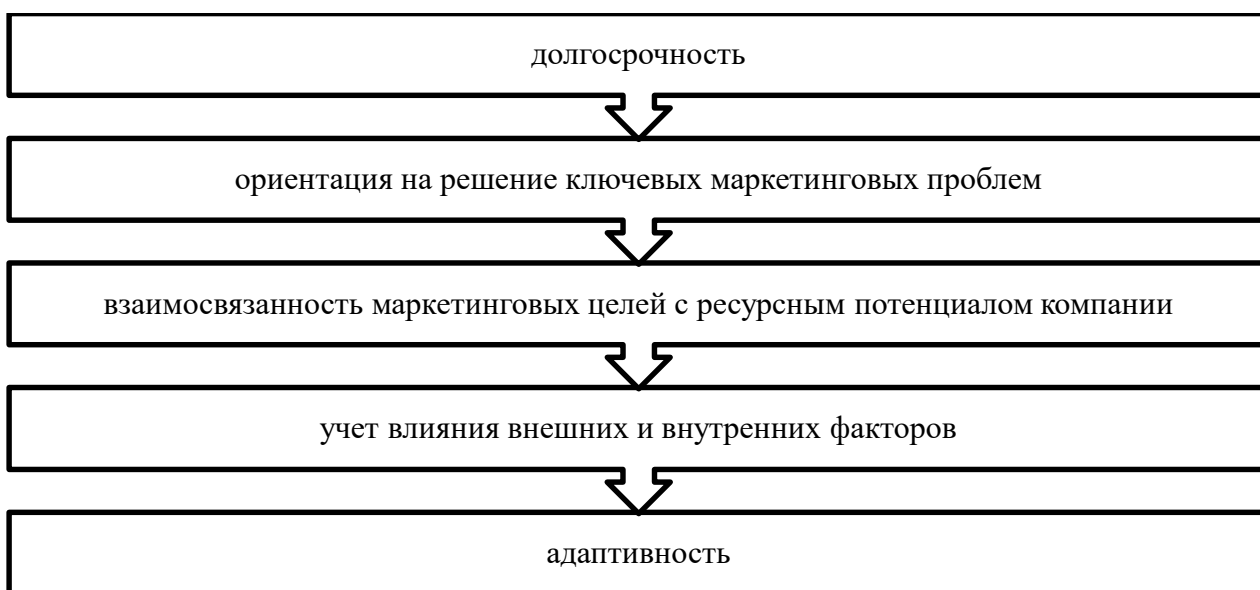 долгосрочность
ориентация на решение ключевых маркетинговых проблем
взаимосвязанность маркетинговых целей с ресурсным потенциалом компании
учет влияния внешних и внутренних факторов
адаптивность